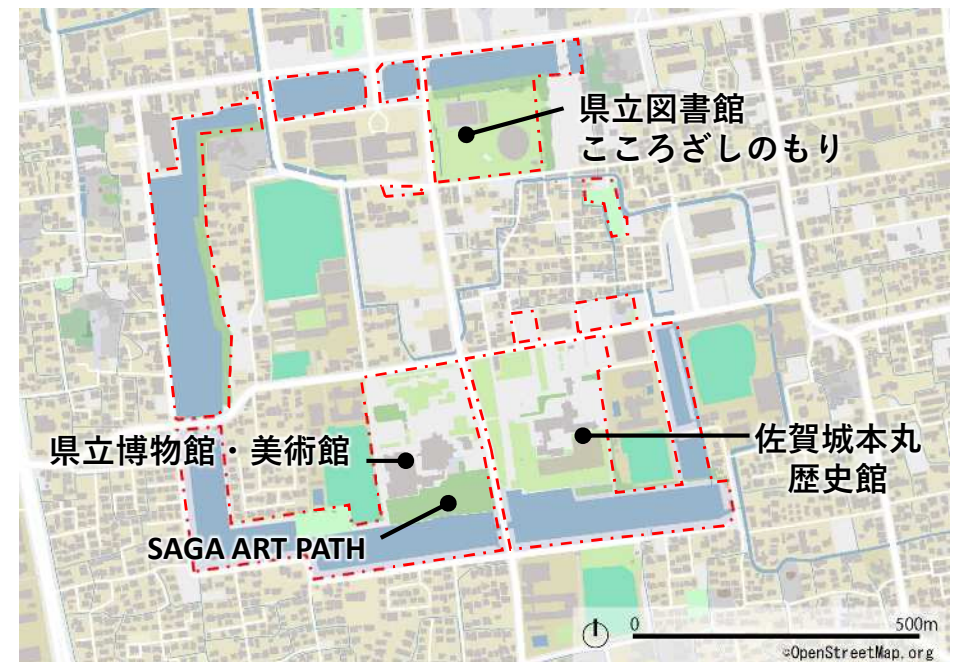 県立図書館
こころざしのもり
県立博物館・美術館
佐賀城本丸
歴史館
SAGA ART PATH
0 500m
©OpenStreetMap.org